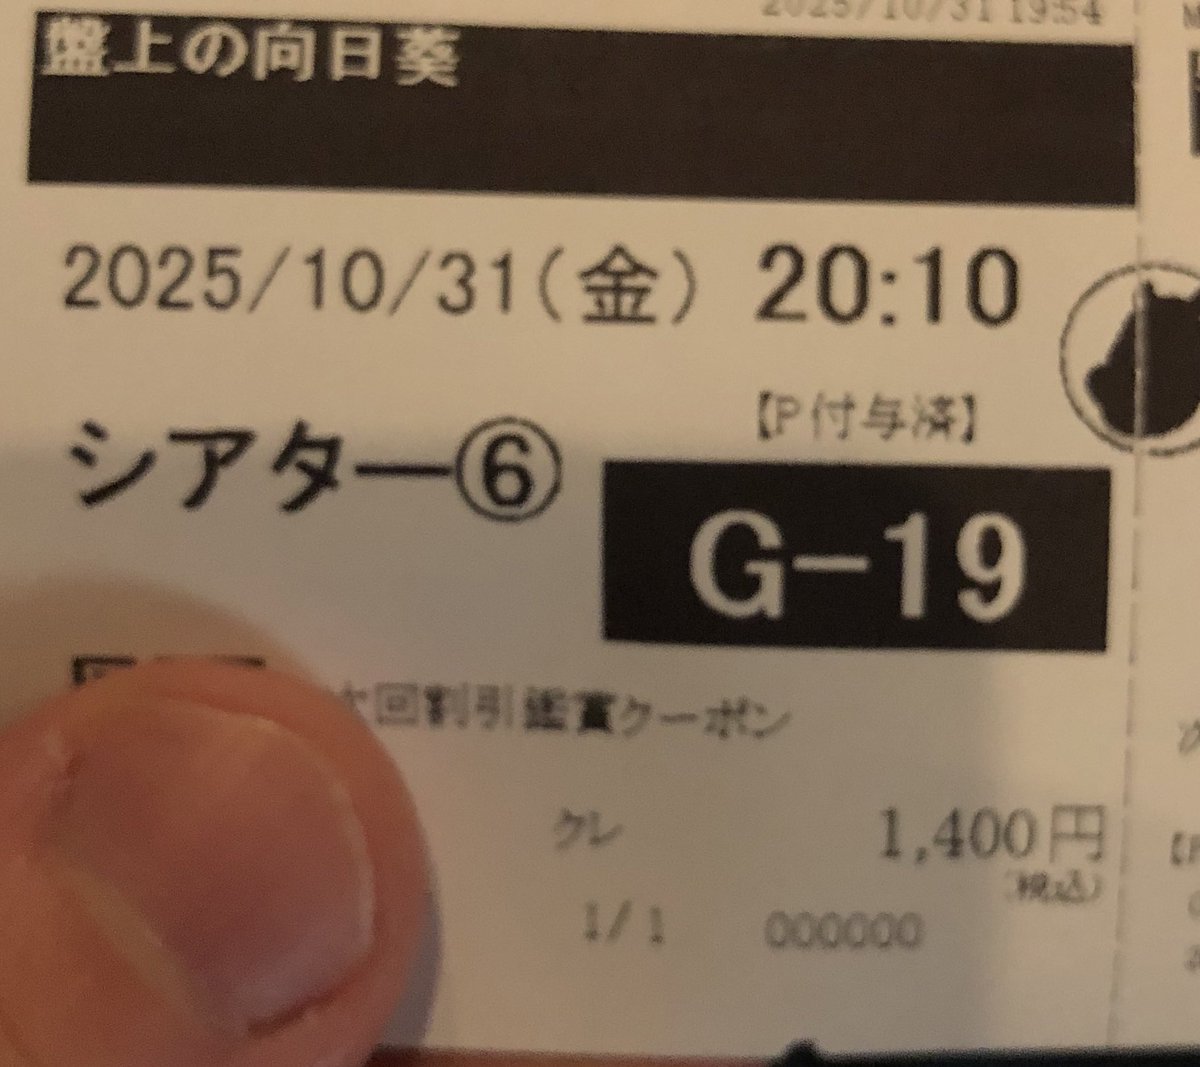 2025/10/31 19:54
盤上の向日葵
2025/10/31(金) 20:10
【P付与済】
シアター⑥
G-19
回割引鑑賞クーポン
クレ 1,400円
(税込)
1/1 000000